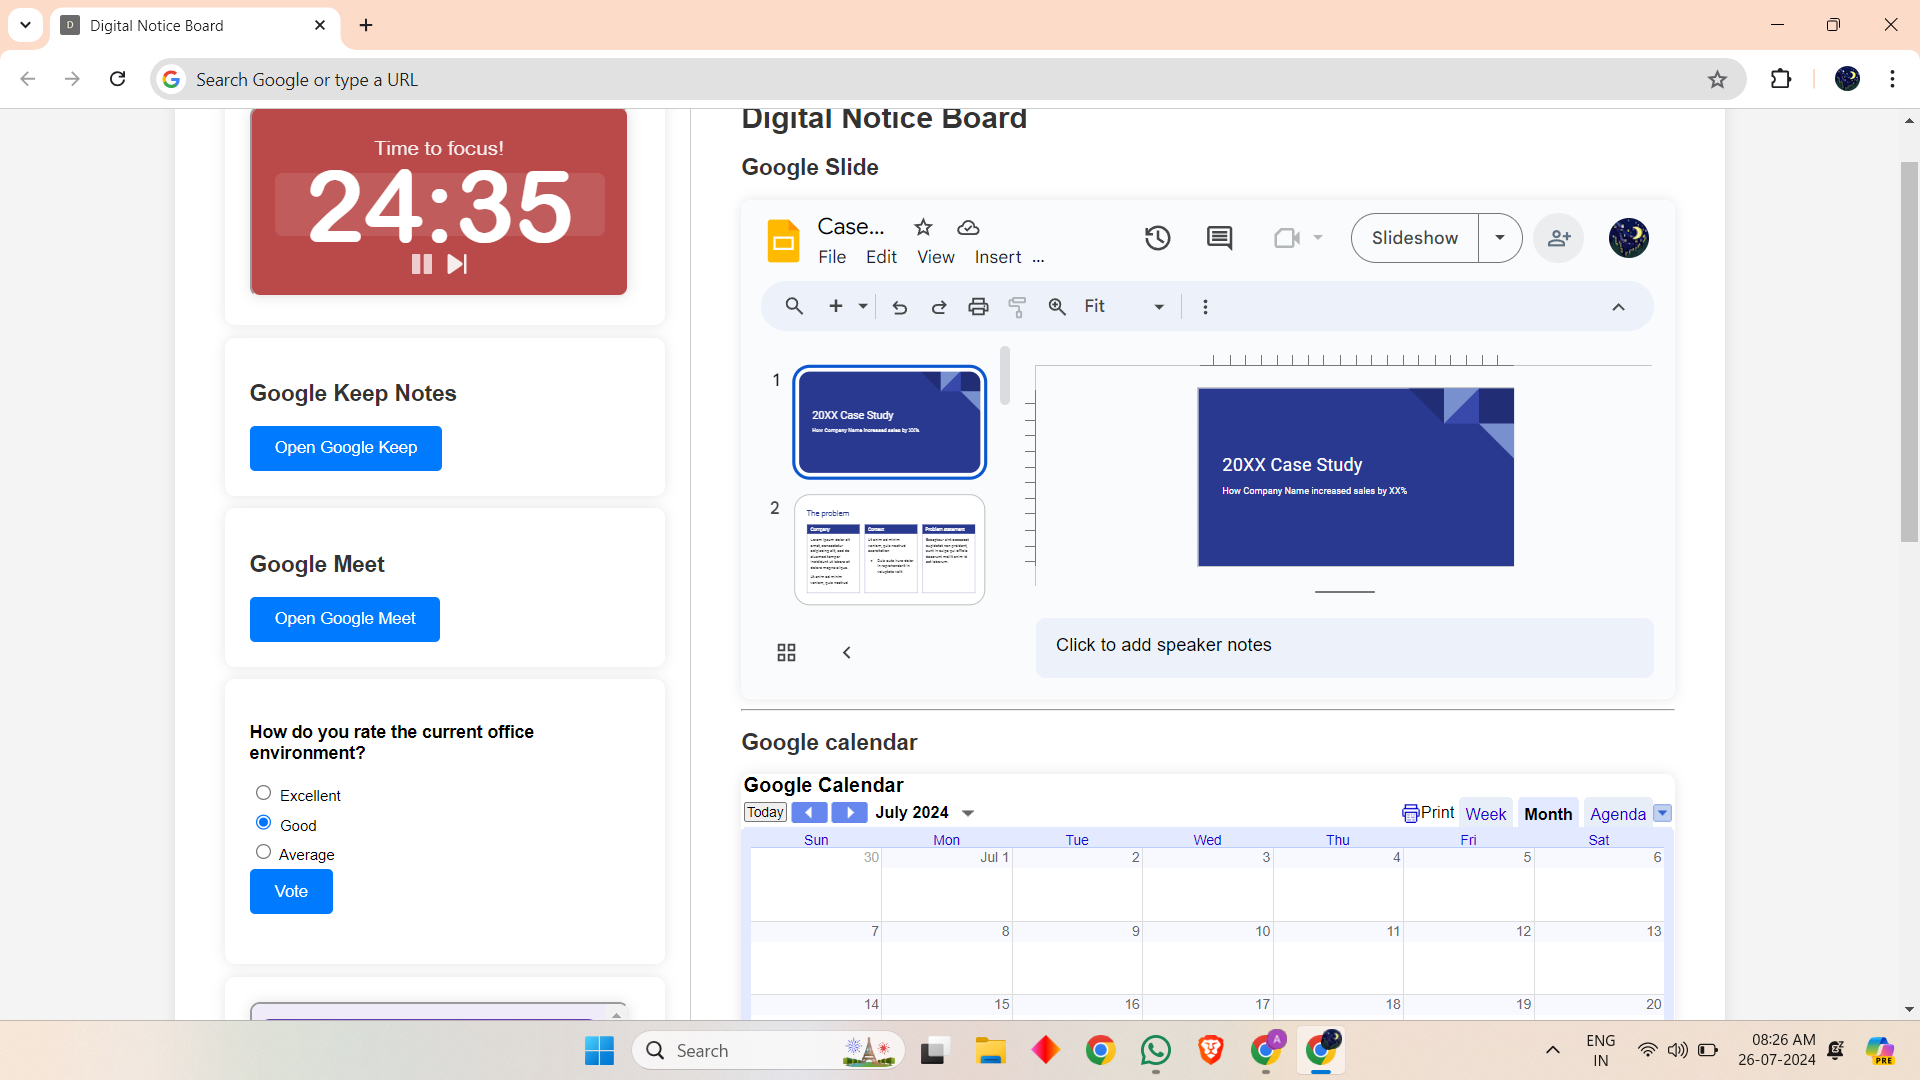 D Digital Notice Board
Search Google or type a URL
Time to focus!
24:35
Google Keep Notes
Open Google Keep
Google Meet
Open Google Meet
How do you rate the current office
environment?
Excellent
Good
Average
Vote
Digital Notice Board
Google Slide
Case...
File Edit View Insert ...
Slideshow
Fit
1
20XX Case Study
How Company Name increased sales by XX%
2
The problem
Company Context Problem statement
20XX Case Study
How Company Name increased sales by XX%
Click to add speaker notes
Google calendar
Google Calendar
Today July 2024 Print Week Month Agenda
Sun Mon Tue Wed Thu Fri Sat
30 Jul 1 2 3 4 5 6
7 8 9 10 11 12 13
14 15 16 17 18 19 20
Search
A
ENG
IN
08:26 AM
26-07-2024
PRE